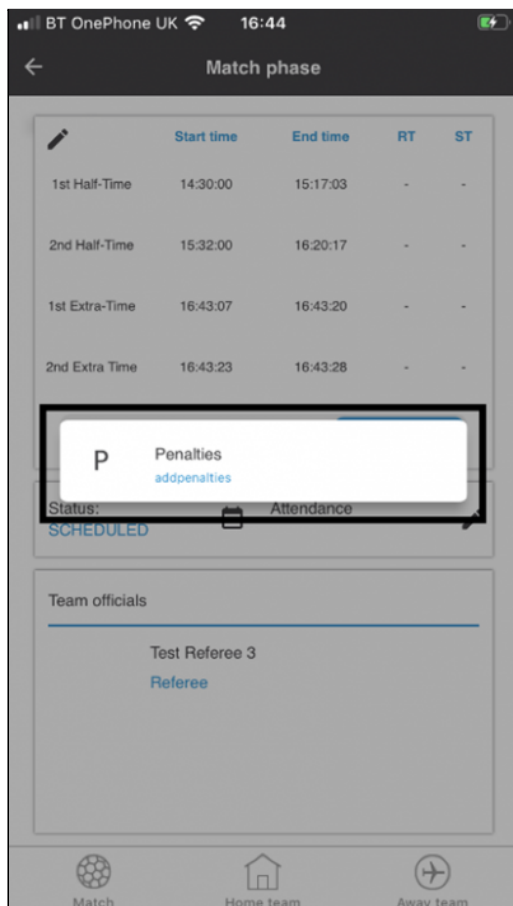 BT OnePhone UK 16:44
Match phase
Start time End time RT ST
1st Half-Time 14:30:00 15:17:03 - -
2nd Half-Time 15:32:00 16:20:17 - -
1st Extra-Time 16:43:07 16:43:20 - -
2nd Extra Time 16:43:23 16:43:28 - -
P Penalties
addpenalties
Status: Attendance
SCHEDULED
Team officials
Test Referee 3
Referee
Match Home team Away team